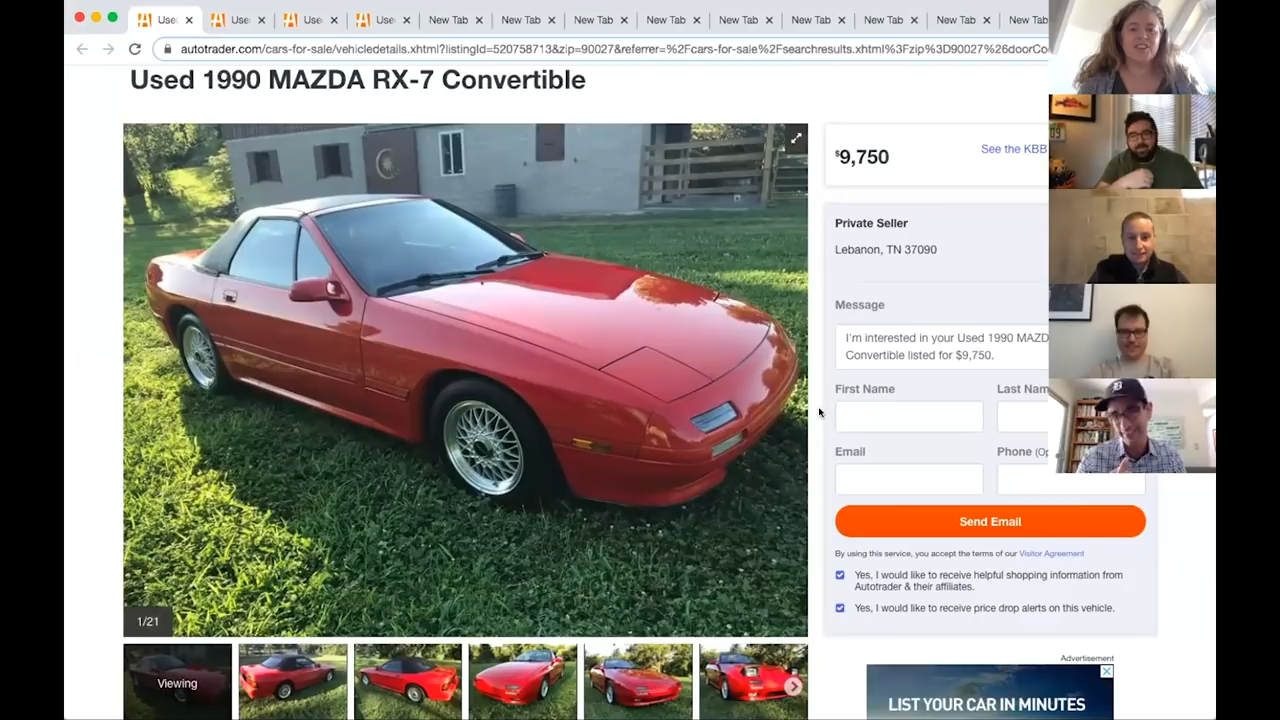 Used
Use
Use
Use
New Tab
New Tab
New Tab
New Tab
New Tab
New Tab
New Tab
New Tab
New Tab
autotrader.com/cars-for-sale/vehicledetails.xhtml?listingId=520758713&zip=90027&referrer=%2Fcars-for-sale%2Fsearchresults.xhtml%3Fzip%3D90027%26doorCo
Used 1990 MAZDA RX-7 Convertible
$9,750
See the KBB
Private Seller
Lebanon, TN 37090
Message
I'm interested in your Used 1990 MAZD
Convertible listed for $9,750.
First Name
Last Nam
Email
Phone (Op
Send Email
By using this service, you accept the terms of our Visitor Agreement
Yes, I would like to receive helpful shopping information from
Autotrader & their affiliates.
Yes, I would like to receive price drop alerts on this vehicle.
1/21
Viewing
Advertisement
LIST YOUR CAR IN MINUTES